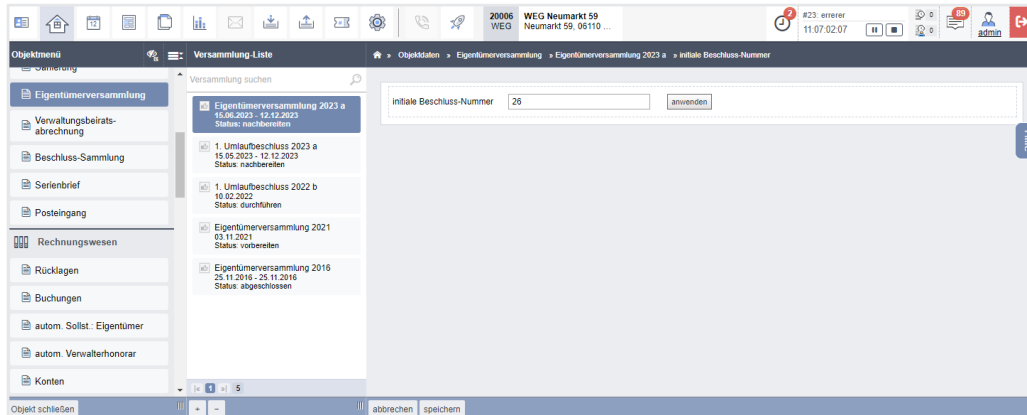 12
20006 WEG Neumarkt 59
WEG Neumarkt 59, 06110 ...
2
#23: errerer
11:07:02:07
0
0
89
admin
Objektmenü
Versammlung-Liste
» Objektdaten » Eigentümerversammlung » Eigentümerversammlung 2023 a » initiale Beschluss-Nummer
Sanierung
Eigentümerversammlung
Verwaltungsbeirats-
abrechnung
Beschluss-Sammlung
Serienbrief
Posteingang
Rechnungswesen
Rücklagen
Buchungen
autom. Sollst.: Eigentümer
autom. Verwalterhonorar
Konten
Objekt schließen
Versammlung suchen
Eigentümerversammlung 2023 a
15.06.2023 - 12.12.2023
Status: nachbereiten
1. Umlaufbeschluss 2023 a
15.05.2023 - 12.12.2023
Status: nachbereiten
1. Umlaufbeschluss 2022 b
10.02.2022
Status: durchführen
Eigentümerversammlung 2021
03.11.2021
Status: vorbereiten
Eigentümerversammlung 2016
25.11.2016 - 25.11.2016
Status: abgeschlossen
1 5
+ -
initiale Beschluss-Nummer 26 anwenden
abbrechen speichern